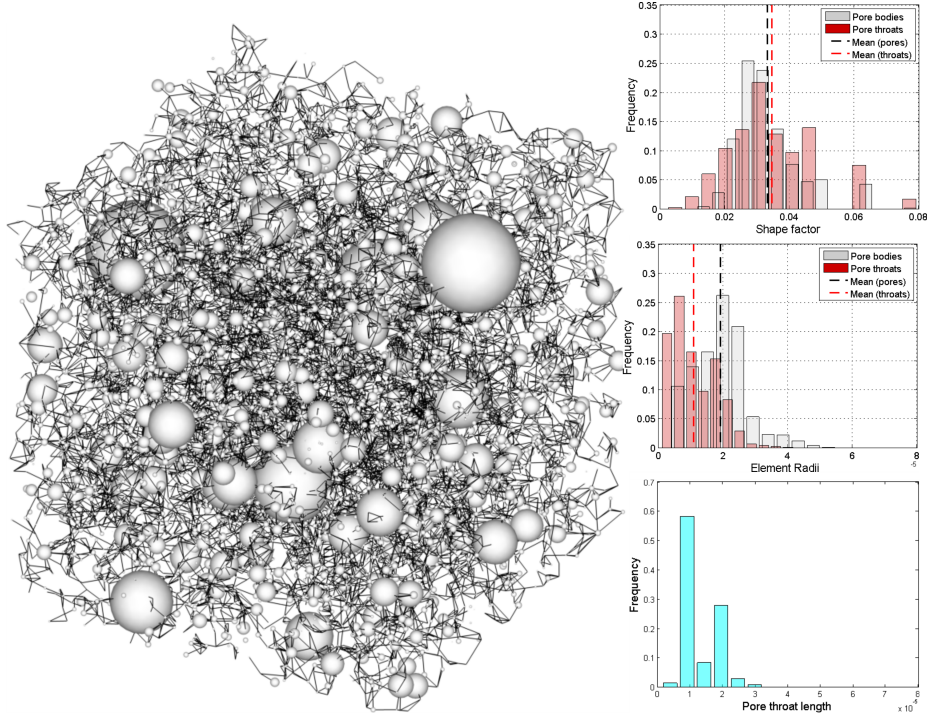 0.35
0.3
0.25
0.2
0.15
0.1
0.05
0
Frequency
Pore bodies
Pore throats
Mean (pores)
Mean (throats)
0 0.02 0.04 0.06 0.08
Shape factor
0.35
0.3
0.25
0.2
0.15
0.1
0.05
0
Frequency
Pore bodies
Pore throats
Mean (pores)
Mean (throats)
0 2 4 6 8
Element Radii
-5
0.7
0.6
0.5
0.4
0.3
0.2
0.1
0
Frequency
0 1 2 3 4 5 6 7 8
Pore throat length
x 10 -5